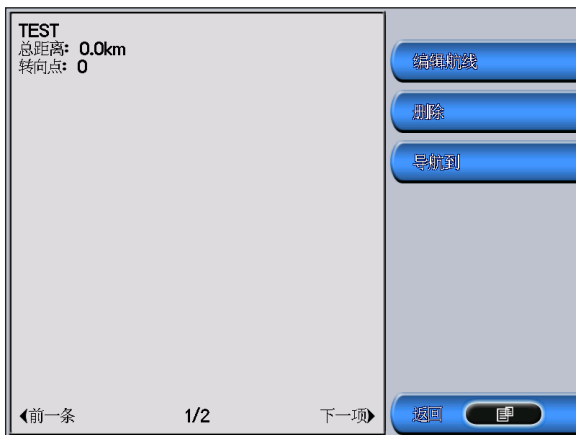 TEST
总距离: 0.0km
转向点: 0
编辑航线
删除
导航到
前一条 1/2 下一项
返回